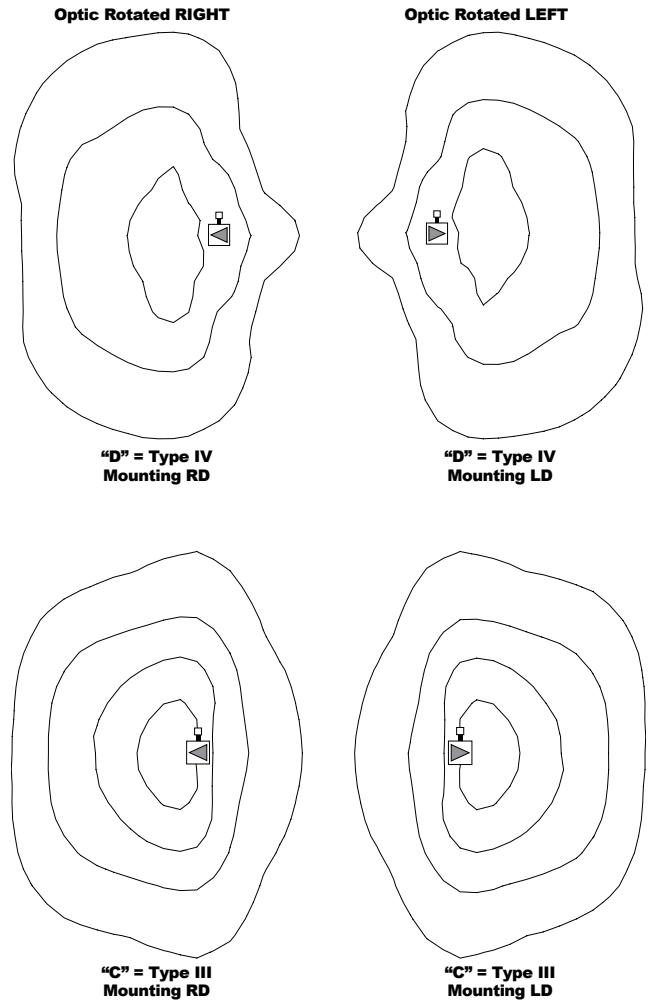 Optic Rotated RIGHT
Optic Rotated LEFT
“D” = Type IV
Mounting RD
“D” = Type IV
Mounting LD
“C” = Type III
Mounting RD
“C” = Type III
Mounting LD